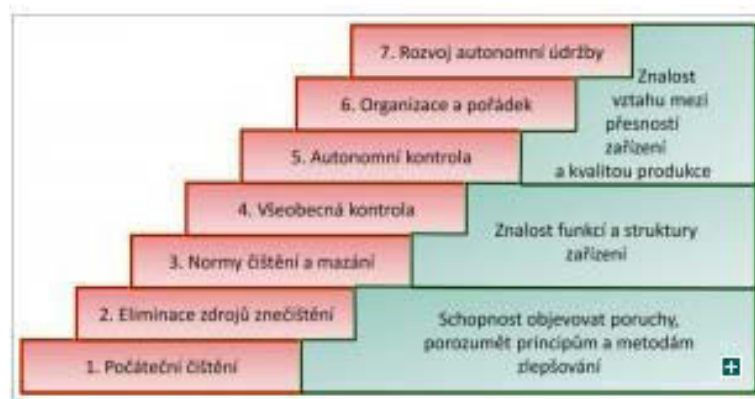 7. Rozvoj autonomní údržby
6. Organizace a pořádek
5. Autonomní kontrola
4. Všeobecná kontrola
3. Normy čištění a mazání
2. Eliminace zdrojů znečištění
1. Počáteční čištění
Znalost
vztahu mezi
přesností
zařízení
a kvalitou produkce
Znalost funkcí a struktury
zařízení
Schopnost objevovat poruchy,
porozumět principům a metodám
zlepšování